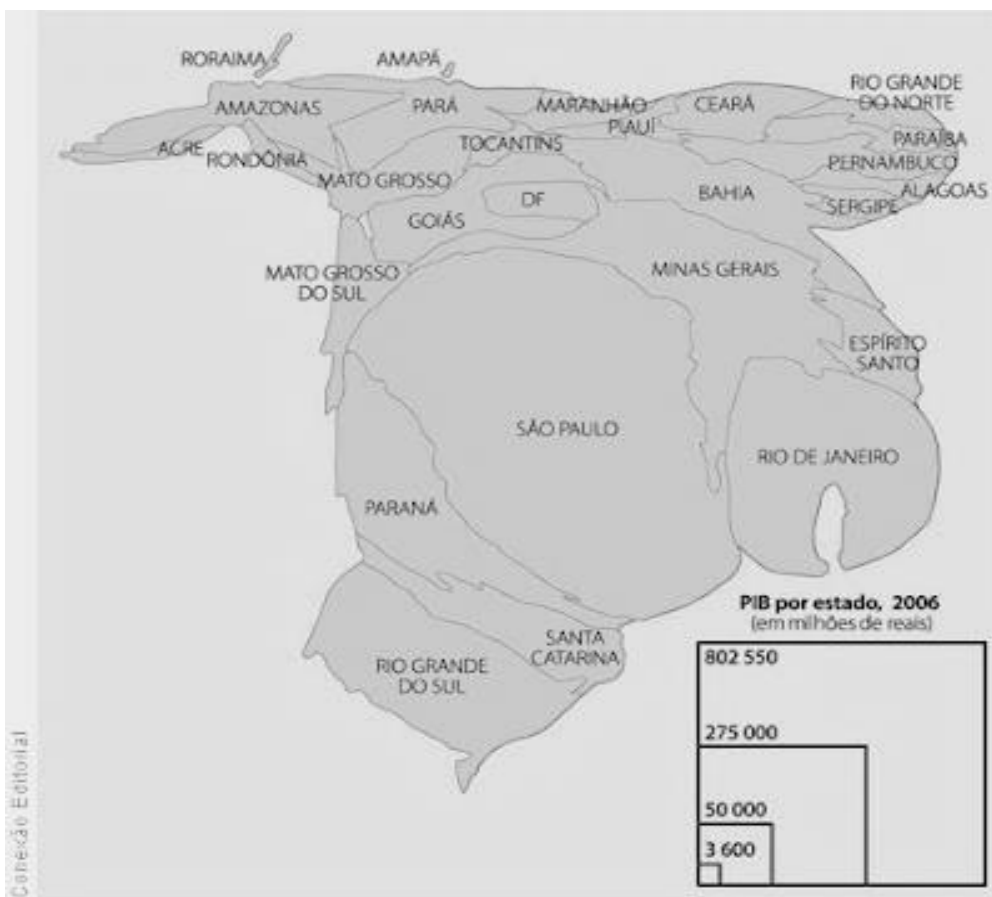 RORAIMA
AMAPÁ
RIO GRANDE
DO NORTE
AMAZONAS
PARÁ
MARANHÃO
CEARÁ
PIAUÍ
PARAÍBA
ACRE
RONDÔNIA
TOCANTINS
PERNAMBUCO
MATO GROSSO
BAHIA
ALAGOAS
DF
SERGIPE
GOIÁS
MATO GROSSO
DO SUL
MINAS GERAIS
ESPÍRITO
SANTO
SÃO PAULO
RIO DE JANEIRO
PARANÁ
PIB por estado, 2006
(em milhões de reais)
SANTA
CATARINA
RIO GRANDE
DO SUL
802 550
275 000
50 000
3 600
Conexão Editorial